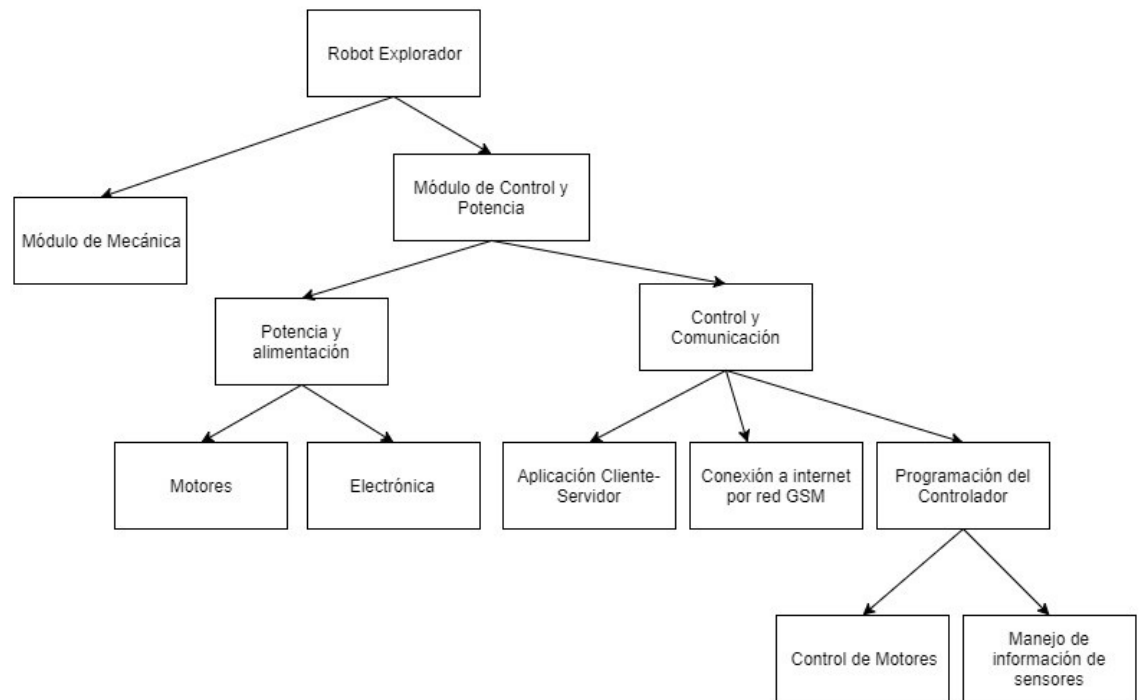 Robot Explorador
Módulo de Control y
Potencia
Módulo de Mecánica
Potencia y
alimentación
Control y
Comunicación
Motores
Electrónica
Aplicación Cliente-
Servidor
Conexión a internet
por red GSM
Programación del
Controlador
Control de Motores
Manejo de
información de
sensores